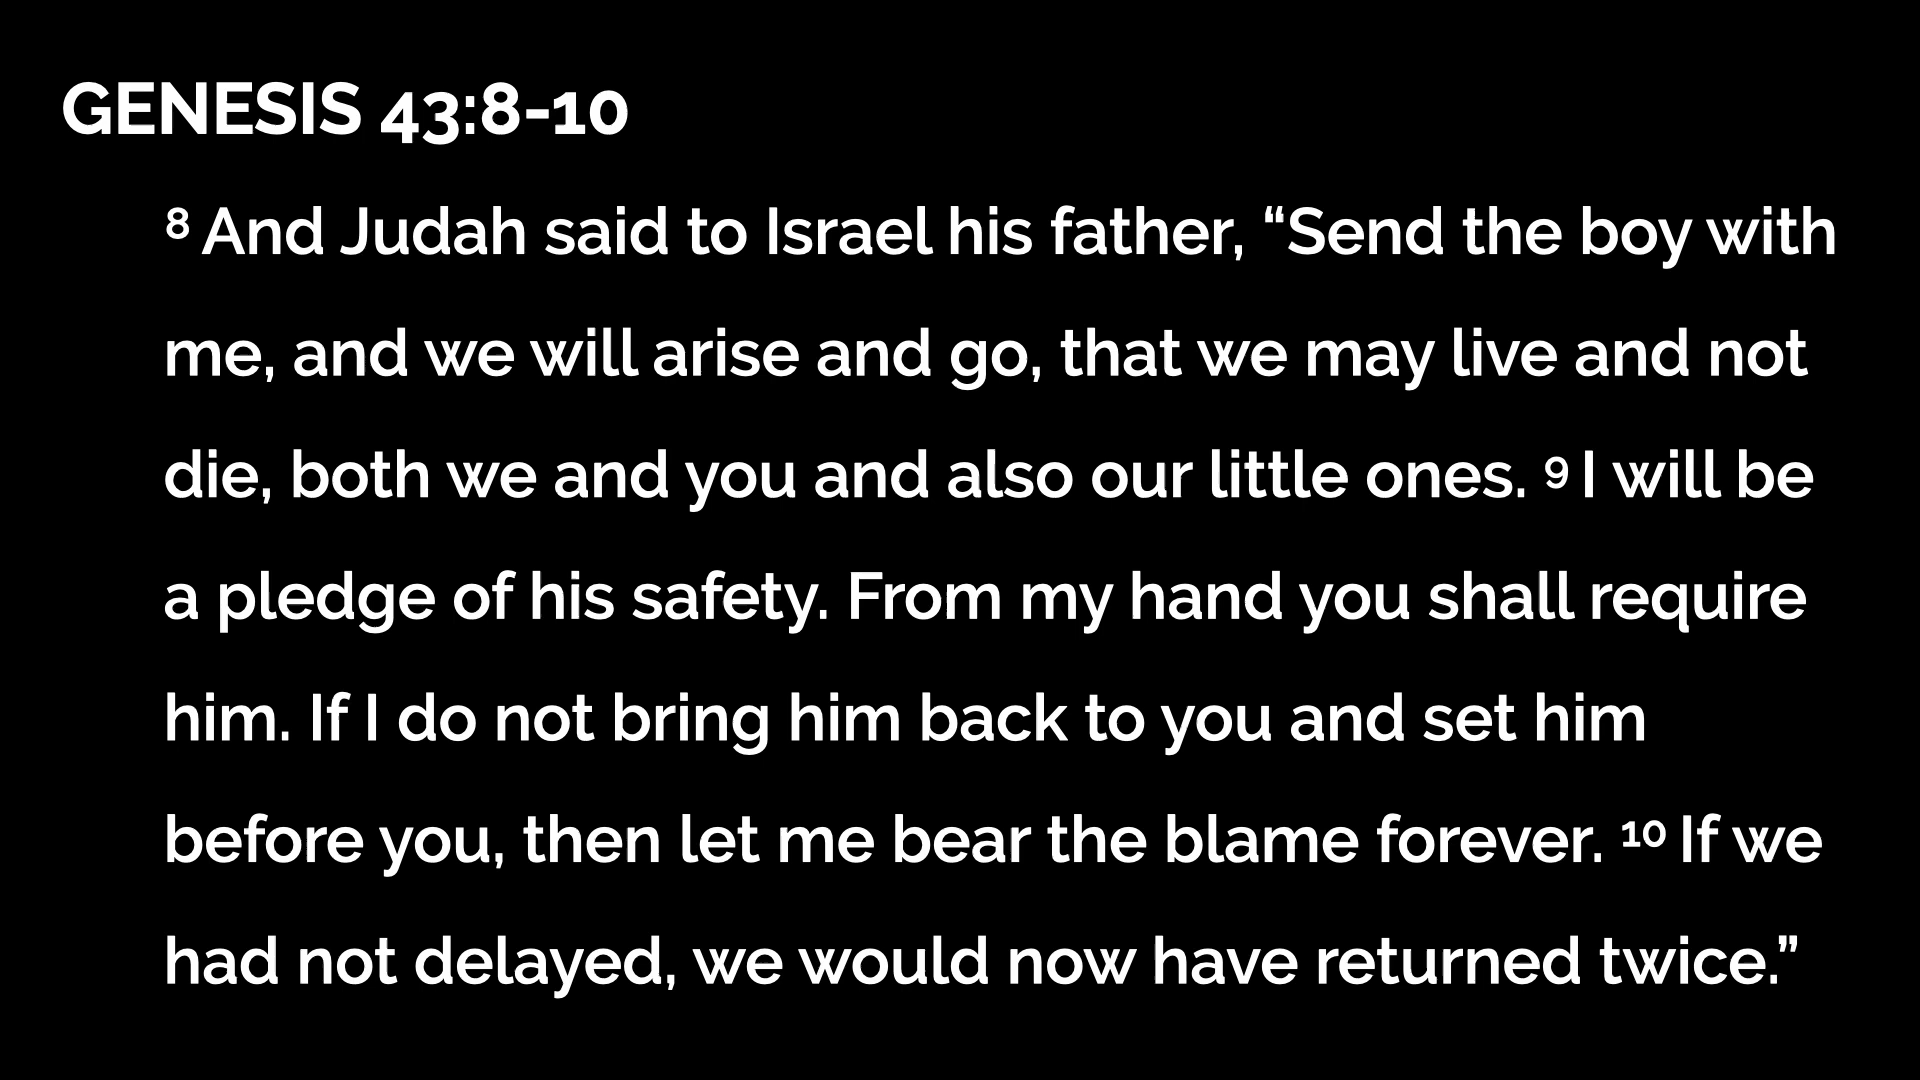 GENESIS 43:8-10
8 And Judah said to Israel his father, “Send the boy with
me, and we will arise and go, that we may live and not
die, both we and you and also our little ones. 9 I will be
a pledge of his safety. From my hand you shall require
him. If I do not bring him back to you and set him
before you, then let me bear the blame forever. 10 If we
had not delayed, we would now have returned twice.”